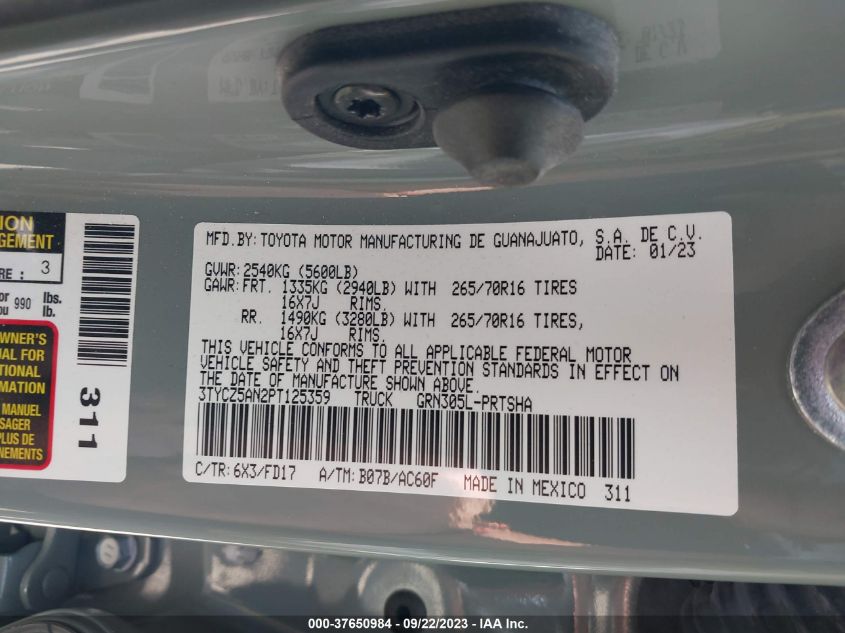 MFD.BY: TOYOTA MOTOR MANUFACTURING DE GUANAJUATO, S.A. DE C.V.
DATE: 01/23
GVWR: 2540KG (5600LB)
GAWR: FRT. 1335KG (2940LB) WITH 265/70R16 TIRES
16X7J RIMS.
RR. 1490KG (3280LB) WITH 265/70R16 TIRES,
16X7J RIMS.
THIS VEHICLE CONFORMS TO ALL APPLICABLE FEDERAL MOTOR
VEHICLE SAFETY AND THEFT PREVENTION STANDARDS IN EFFECT ON
THE DATE OF MANUFACTURE SHOWN ABOVE.
3TYCZ5AN2PT125359 TRUCK GRN305L-PRTSHA
C/TR: 6X3/FD17 A/TM: B07B/AC60F MADE IN MEXICO 311
GEMENT
RE : 3
or 990 lbs.
ou lb.
OWNER'S
UAL FOR
TIONAL
MATION
MANUEL
SAGER
PLUS DE
NEMENTS
311
000-37650984 - 09/22/2023 - IAA Inc.